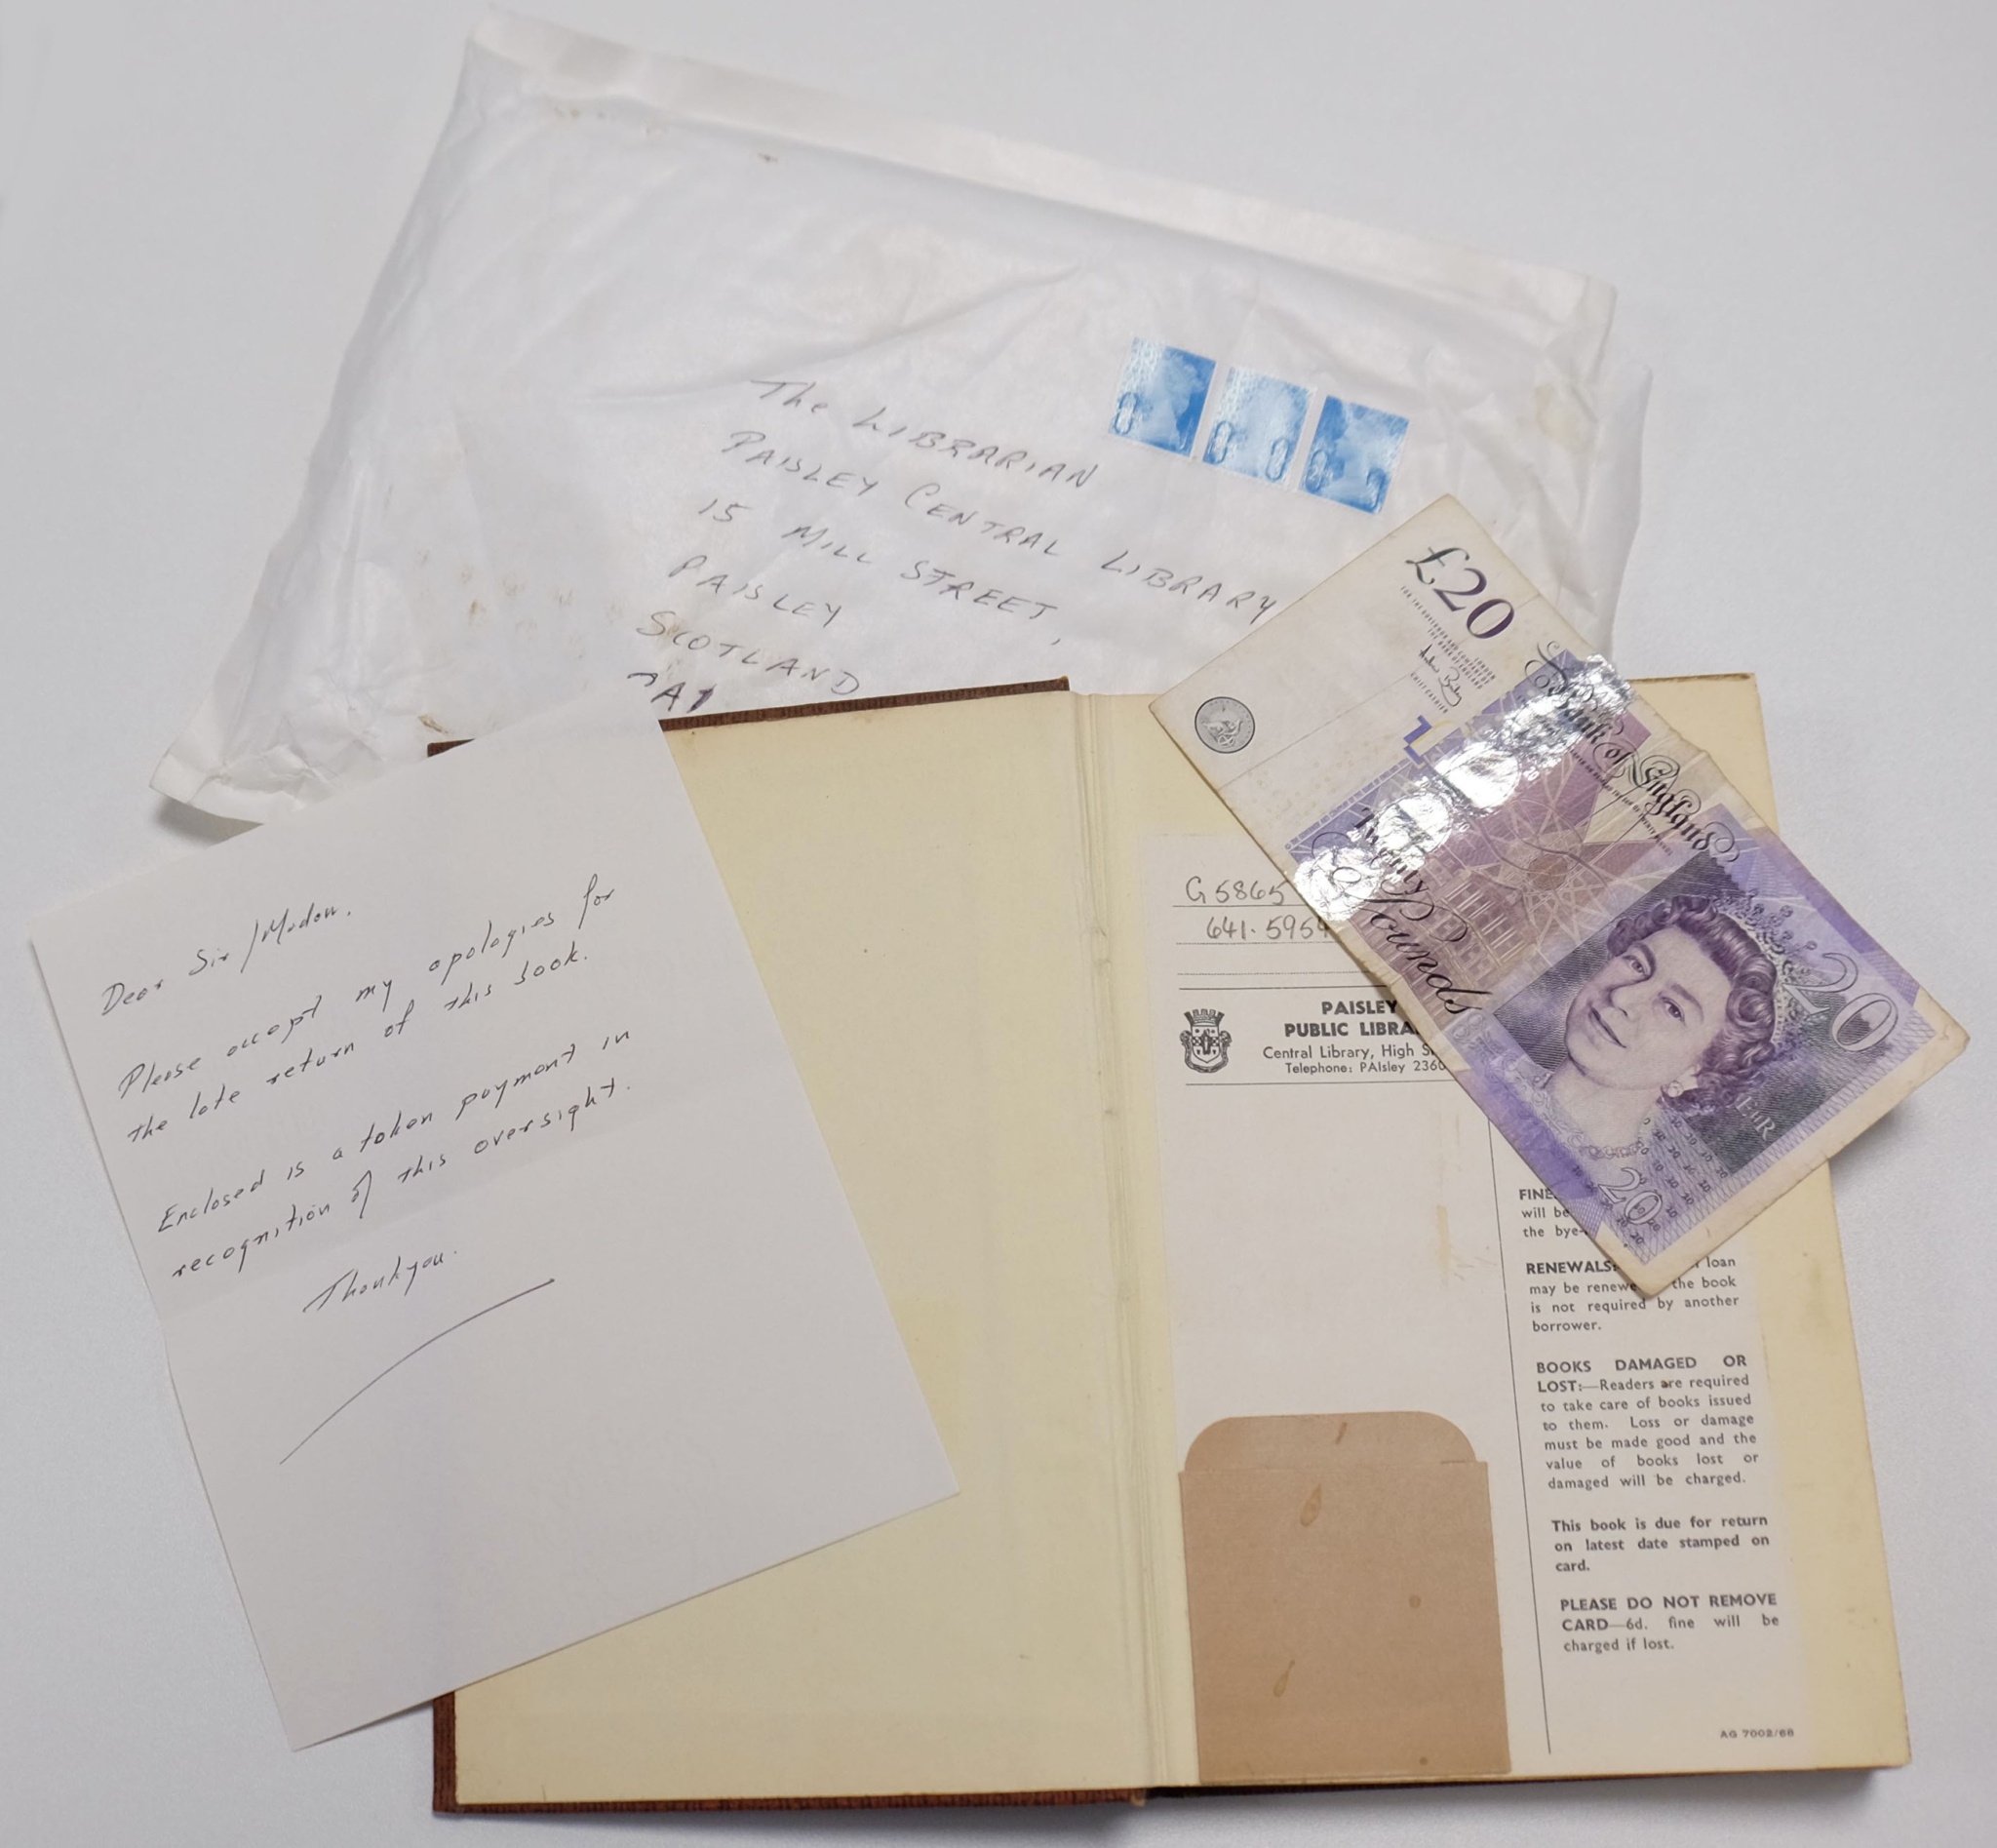 The LIBRARIAN
PAISLEY CENTRAL LIBRARY
15 MILL STREET,
PAISLEY
SCOTLAND
PA1
Dear Sir/Madam.
Please accept my apologies for
the late return of this book.
Enclosed is a token payment in
recognition of this oversight.
Thankyou.
£20
Bank of England
Twenty
Pounds
20
EIIR
20
G 5865
641.5954
PAISLEY
PUBLIC
Central Library, High
Telephone: PAIsley 2360
FINE
will be
the bye-
RENEWALS: loan
may be the book
is not required by another
borrower.
BOOKS DAMAGED OR
LOST:—Readers are required
to take care of books issued
to them. Loss or damage
must be made good and the
value of books lost or
damaged will be charged.
This book is due for return
on latest date stamped on
card.
PLEASE DO NOT REMOVE
CARD—6d. fine will be
charged if lost.
AG 7002/68